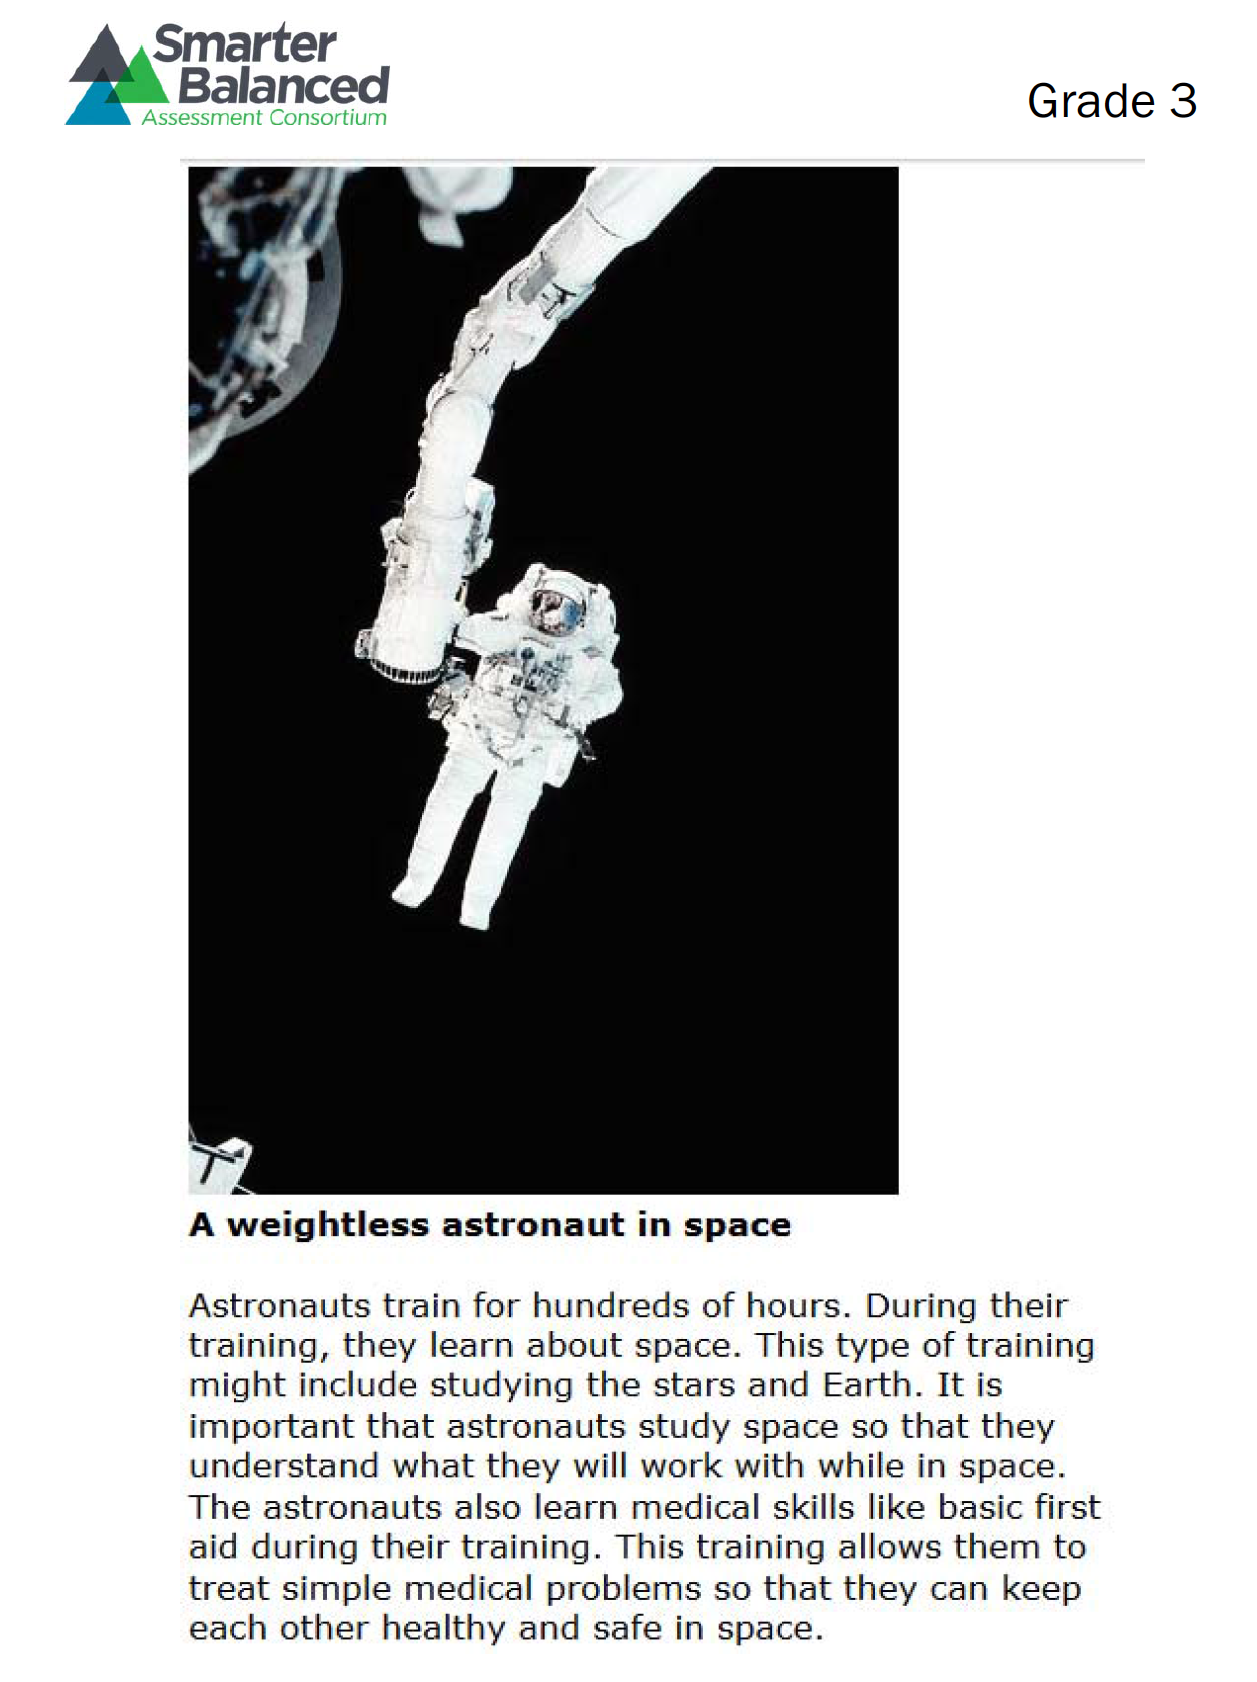 Smarter
Balanced
Assessment Consortium
Grade 3
A weightless astronaut in space
Astronauts train for hundreds of hours. During their
training, they learn about space. This type of training
might include studying the stars and Earth. It is
important that astronauts study space so that they
understand what they will work with while in space.
The astronauts also learn medical skills like basic first
aid during their training. This training allows them to
treat simple medical problems so that they can keep
each other healthy and safe in space.